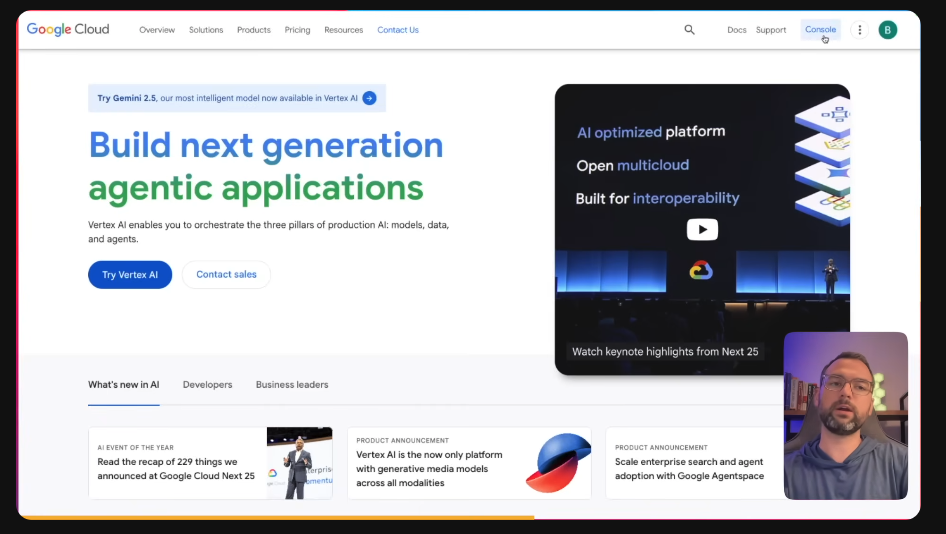 Google Cloud
Overview Solutions Products Pricing Resources Contact Us
Docs Support Console
B
Try Gemini 2.5, our most intelligent model now available in Vertex AI
Build next generation
agentic applications
Vertex AI enables you to orchestrate the three pillars of production AI: models, data,
and agents.
Try Vertex AI Contact sales
AI optimized platform
Open multicloud
Built for interoperability
Watch keynote highlights from Next 25
What's new in AI Developers Business leaders
AI EVENT OF THE YEAR
Read the recap of 229 things we
announced at Google Cloud Next 25
PRODUCT ANNOUNCEMENT
Vertex AI is the now only platform
with generative media models
across all modalities
PRODUCT ANNOUNCEMENT
Scale enterprise search and agent
adoption with Google Agentspace